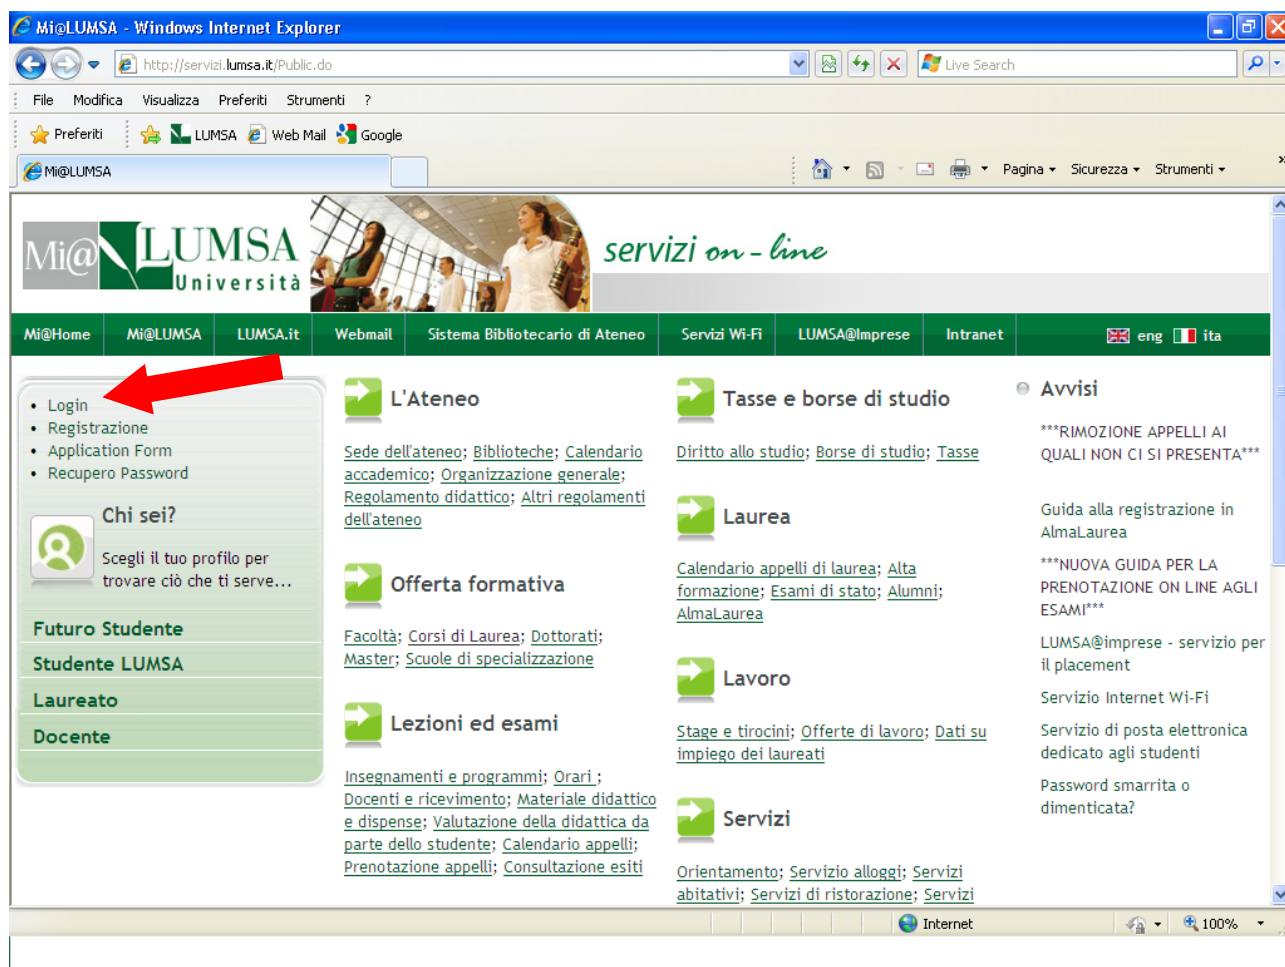 Mi@LUMSA - Windows Internet Explorer
http://servizi.lumsa.it/Public.do
Live Search
File Modifica Visualizza Preferiti Strumenti ?
Preferiti LUMSA Web Mail Google
Mi@LUMSA
Pagina Sicurezza Strumenti »
Mi@ LUMSA
Università
servizi on-line
Mi@Home Mi@LUMSA LUMSA.it Webmail Sistema Bibliotecario di Ateneo Servizi Wi-Fi LUMSA@Imprese Intranet eng ita
• Login
• Registrazione
• Application Form
• Recupero Password
Chi sei?
Scegli il tuo profilo per
trovare ciò che ti serve...
Futuro Studente
Studente LUMSA
Laureato
Docente
L'Ateneo
Sede dell'ateneo; Biblioteche; Calendario
accademico; Organizzazione generale;
Regolamento didattico; Altri regolamenti
dell'ateneo
Offerta formativa
Facoltà; Corsi di Laurea; Dottorati;
Master; Scuole di specializzazione
Lezioni ed esami
Insegnamenti e programmi; Orari ;
Docenti e ricevimento; Materiale didattico
e dispense; Valutazione della didattica da
parte dello studente; Calendario appelli;
Prenotazione appelli; Consultazione esiti
Tasse e borse di studio
Diritto allo studio; Borse di studio; Tasse
Laurea
Calendario appelli di laurea; Alta
formazione; Esami di stato; Alumni;
AlmaLaurea
Lavoro
Stage e tirocini; Offerte di lavoro; Dati su
impiego dei laureati
Servizi
Orientamento; Servizio alloggi; Servizi
abitativi; Servizi di ristorazione; Servizi
Avvisi
***RIMOZIONE APPELLI AI
QUALI NON CI SI PRESENTA***
Guida alla registrazione in
AlmaLaurea
***NUOVA GUIDA PER LA
PRENOTAZIONE ON LINE AGLI
ESAMI***
LUMSA@imprese - servizio per
il placement
Servizio Internet Wi-Fi
Servizio di posta elettronica
dedicato agli studenti
Password smarrita o
dimenticata?
Internet
100%